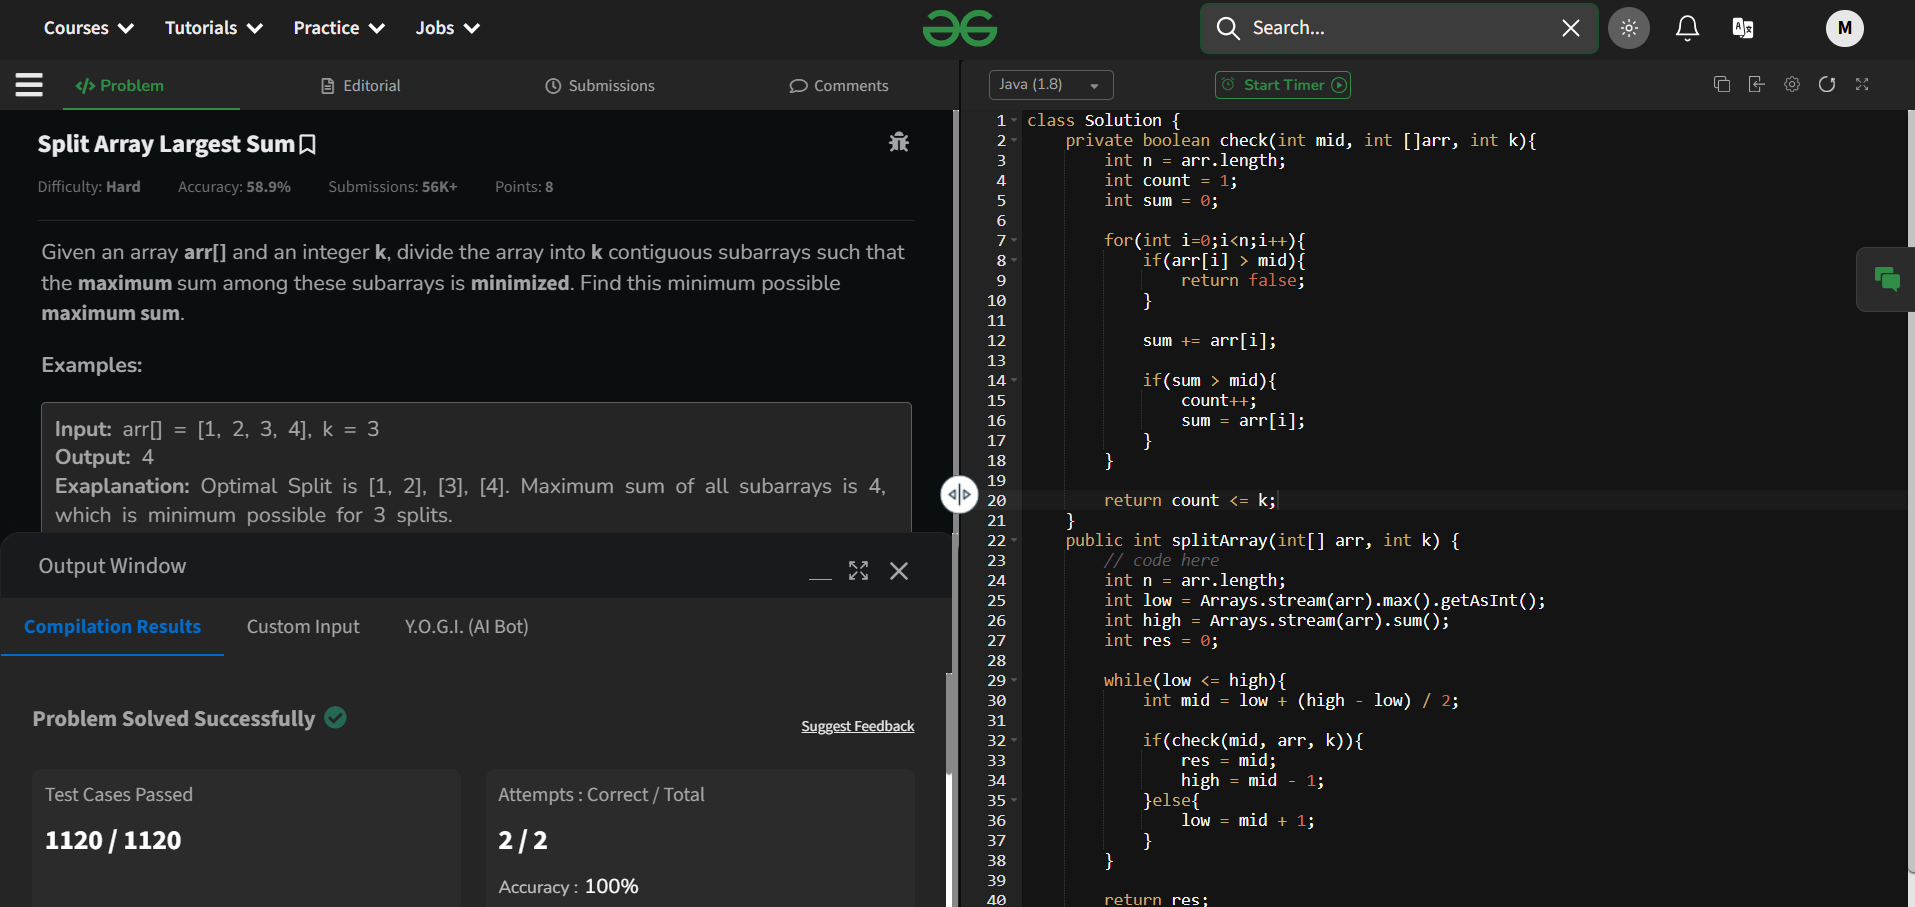 Courses Tutorials Practice Jobs
Search...
M
</> Problem Editorial Submissions Comments
Split Array Largest Sum
Difficulty: Hard Accuracy: 58.9% Submissions: 56K+ Points: 8
Given an array arr[] and an integer k, divide the array into k contiguous subarrays such that
the maximum sum among these subarrays is minimized. Find this minimum possible
maximum sum.
Examples:
Input: arr[] = [1, 2, 3, 4], k = 3
Output: 4
Exaplanation: Optimal Split is [1, 2], [3], [4]. Maximum sum of all subarrays is 4,
which is minimum possible for 3 splits.
Output Window
Compilation Results Custom Input Y.O.G.I. (AI Bot)
Problem Solved Successfully
Suggest Feedback
Test Cases Passed
1120 / 1120
Attempts : Correct / Total
2 / 2
Accuracy : 100%
Java (1.8)
Start Timer
1 class Solution {
2 private boolean check(int mid, int []arr, int k){
3 int n = arr.length;
4 int count = 1;
5 int sum = 0;
6
7 for(int i=0;i<n;i++){
8 if(arr[i] > mid){
9 return false;
10 }
11
12 sum += arr[i];
13
14 if(sum > mid){
15 count++;
16 sum = arr[i];
17 }
18 }
19
20 return count <= k;
21 }
22 public int splitArray(int[] arr, int k) {
23 // code here
24 int n = arr.length;
25 int low = Arrays.stream(arr).max().getAsInt();
26 int high = Arrays.stream(arr).sum();
27 int res = 0;
28
29 while(low <= high){
30 int mid = low + (high - low) / 2;
31
32 if(check(mid, arr, k)){
33 res = mid;
34 high = mid - 1;
35 }else{
36 low = mid + 1;
37 }
38 }
39
40 return res;